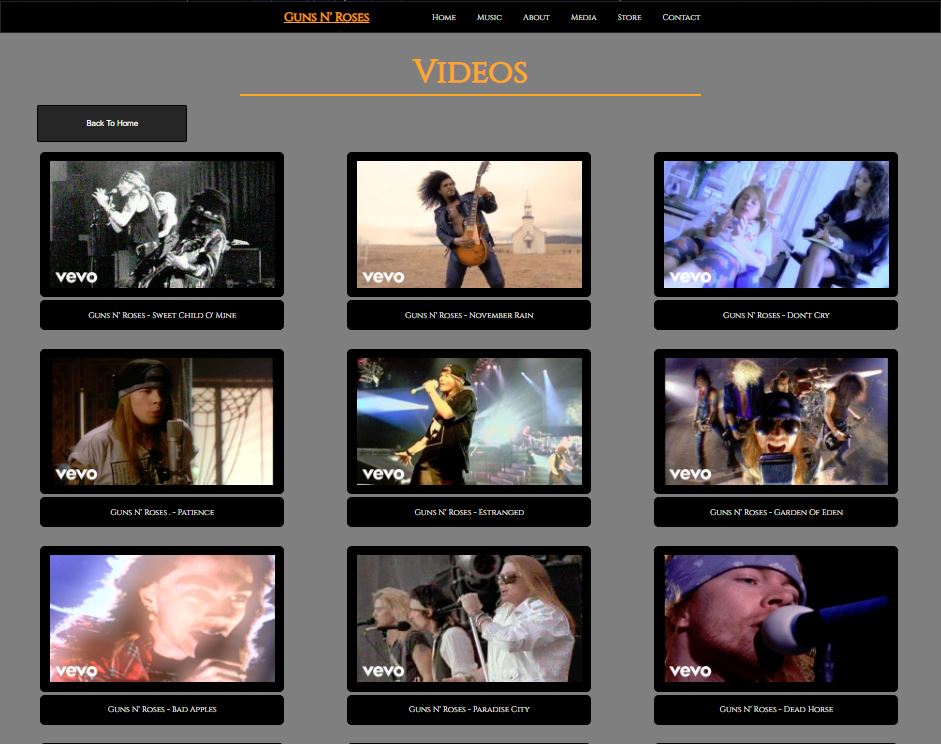 Guns N' Roses Home Music About Media Store Contact
Videos
Back To Home
vevo vevo vevo
Guns N' Roses - Sweet Child O' Mine Guns N' Roses - November Rain Guns N' Roses - Don't Cry
vevo vevo vevo
Guns N' Roses . - Patience Guns N' Roses - Estranged Guns N' Roses - Garden Of Eden
vevo vevo vevo
Guns N' Roses - Bad Apples Guns N' Roses - Paradise City Guns N' Roses - Dead Horse